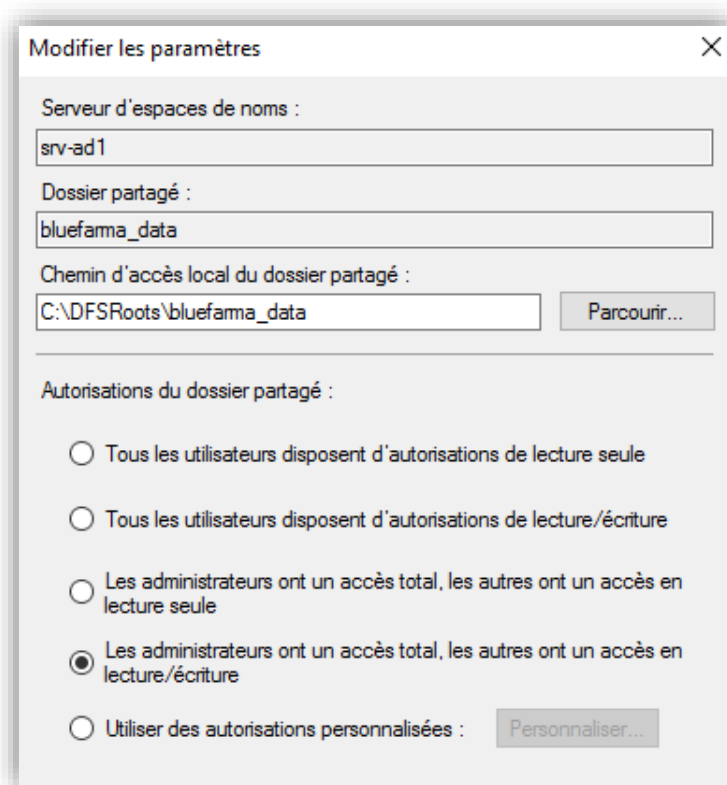 Modifier les paramètres
Serveur d'espaces de noms :
srv-ad1
Dossier partagé :
bluefarma_data
Chemin d'accès local du dossier partagé :
C:\DFSRoots\bluefarma_data
Parcourir...
Autorisations du dossier partagé :
Tous les utilisateurs disposent d'autorisations de lecture seule
Tous les utilisateurs disposent d'autorisations de lecture/écriture
Les administrateurs ont un accès total, les autres ont un accès en
lecture seule
Les administrateurs ont un accès total, les autres ont un accès en
lecture/écriture
Utiliser des autorisations personnalisées :
Personnaliser...